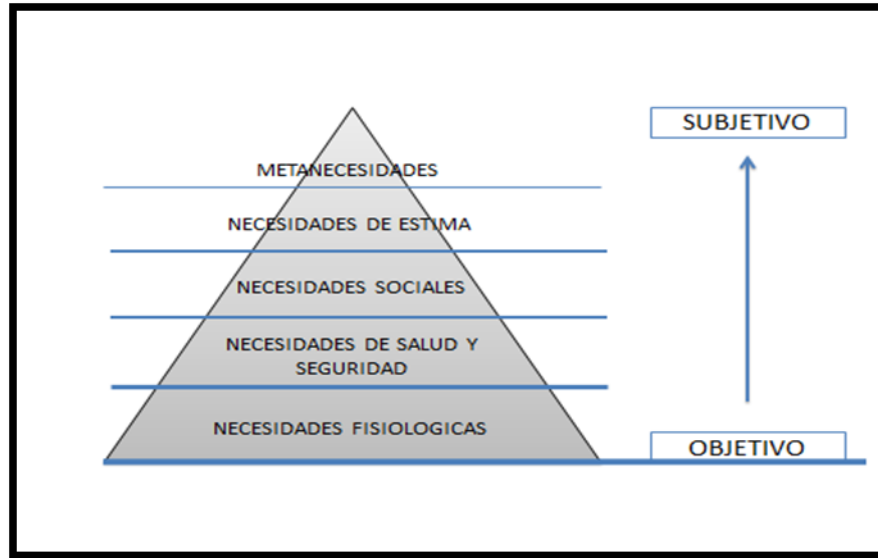 SUBJETIVO
METANECESIDADES
NECESIDADES DE ESTIMA
NECESIDADES SOCIALES
NECESIDADES DE SALUD Y
SEGURIDAD
NECESIDADES FISIOLOGICAS
OBJETIVO